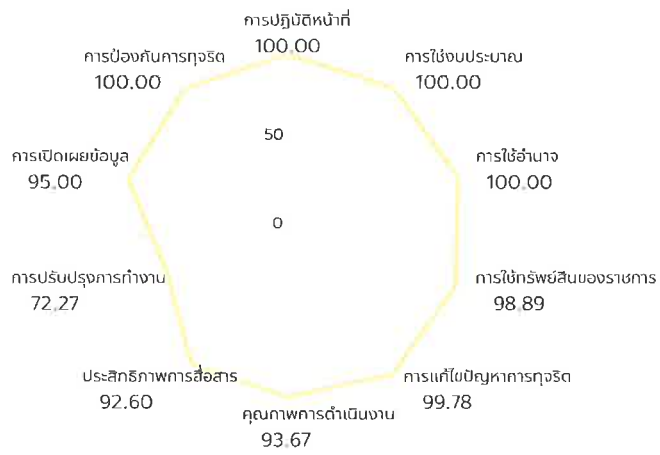 การปฏิบัติหน้าที่
100.00
การป้องกันการทุจริต
100.00
การใช้งบประมาณ
100.00
50
การเปิดเผยข้อมูล
95.00
การใช้อำนาจ
100.00
0
การปรับปรุงการทำงาน
72.27
การใช้ทรัพย์สินของราชการ
98.89
ประสิทธิภาพการสื่อสาร
92.60
การแก้ไขปัญหาการทุจริต
99.78
คุณภาพการดำเนินงาน
93.67